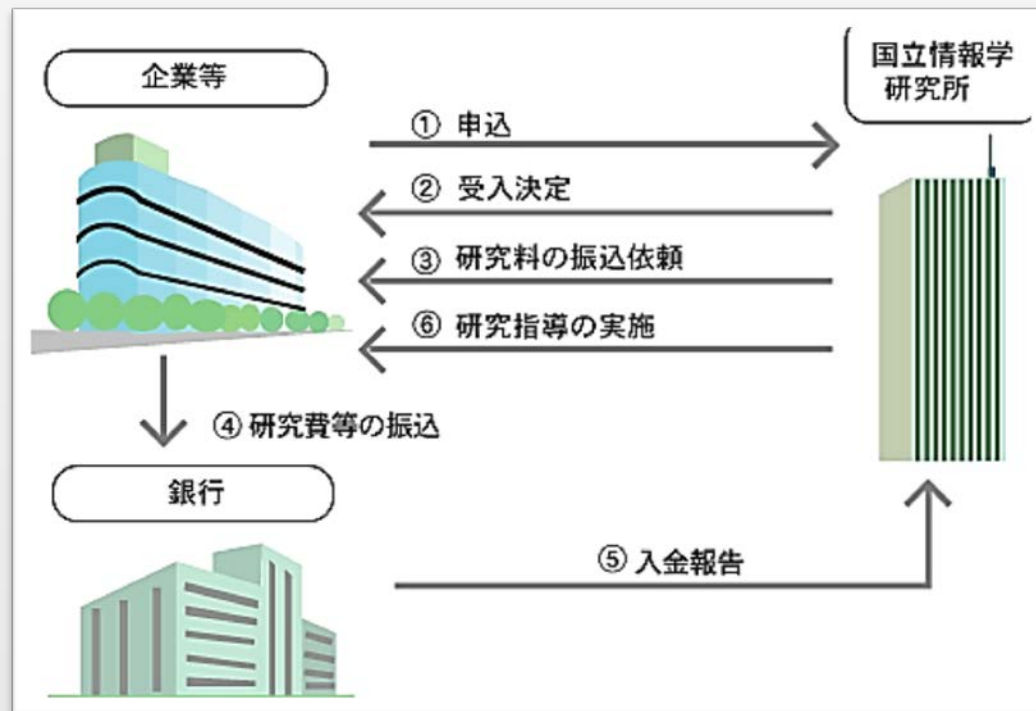 企業等
国立情報学
研究所
① 申込
② 受入決定
③ 研究料の振込依頼
⑥ 研究指導の実施
④ 研究費等の振込
銀行
⑤ 入金報告